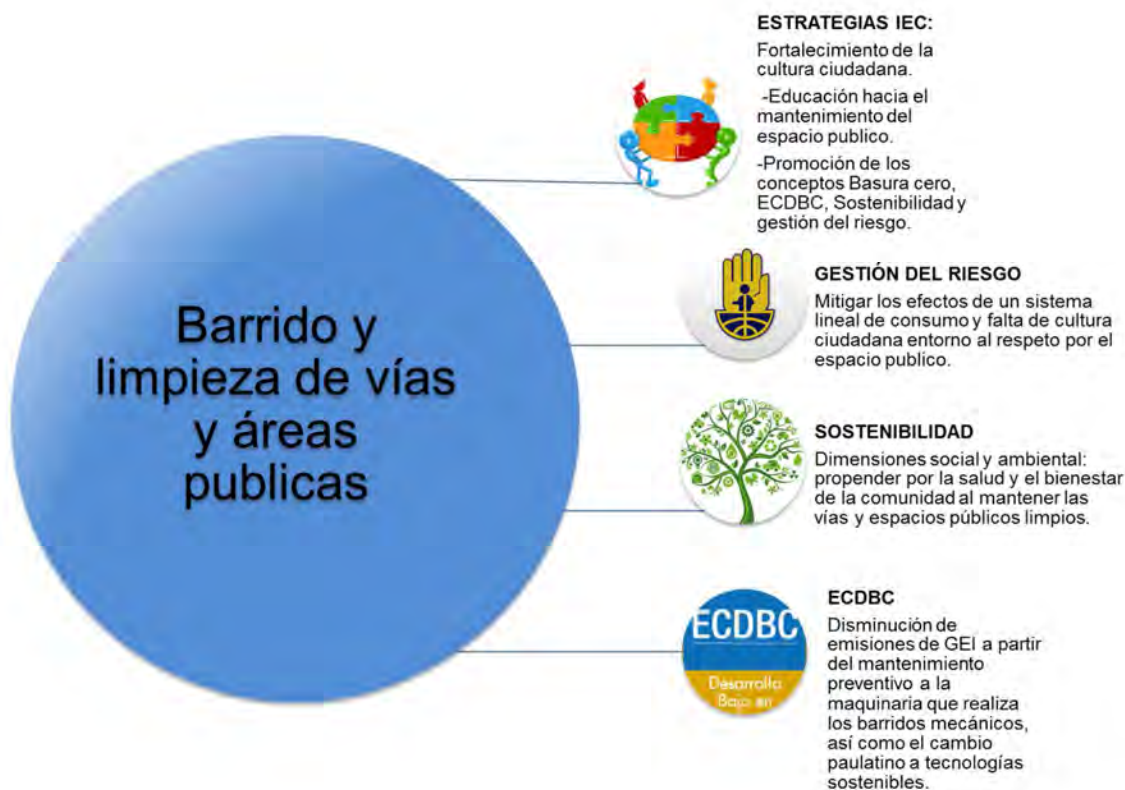 Barrido y
limpieza de vías
y áreas
publicas
ESTRATEGIAS IEC:
Fortalecimiento de la
cultura ciudadana.
-Educación hacia el
mantenimiento del
espacio publico.
-Promoción de los
conceptos Basura cero,
ECDBC, Sostenibilidad y
gestión del riesgo.
GESTIÓN DEL RIESGO
Mitigar los efectos de un sistema
lineal de consumo y falta de cultura
ciudadana entorno al respeto por el
espacio publico.
SOSTENIBILIDAD
Dimensiones social y ambiental:
propender por la salud y el bienestar
de la comunidad al mantener las
vías y espacios públicos limpios.
ECDBC
Desarrollo
Bajo en
ECDBC
Disminución de
emisiones de GEI a partir
del mantenimiento
preventivo a la
maquinaria que realiza
los barridos mecánicos,
así como el cambio
paulatino a tecnologías
sostenibles.